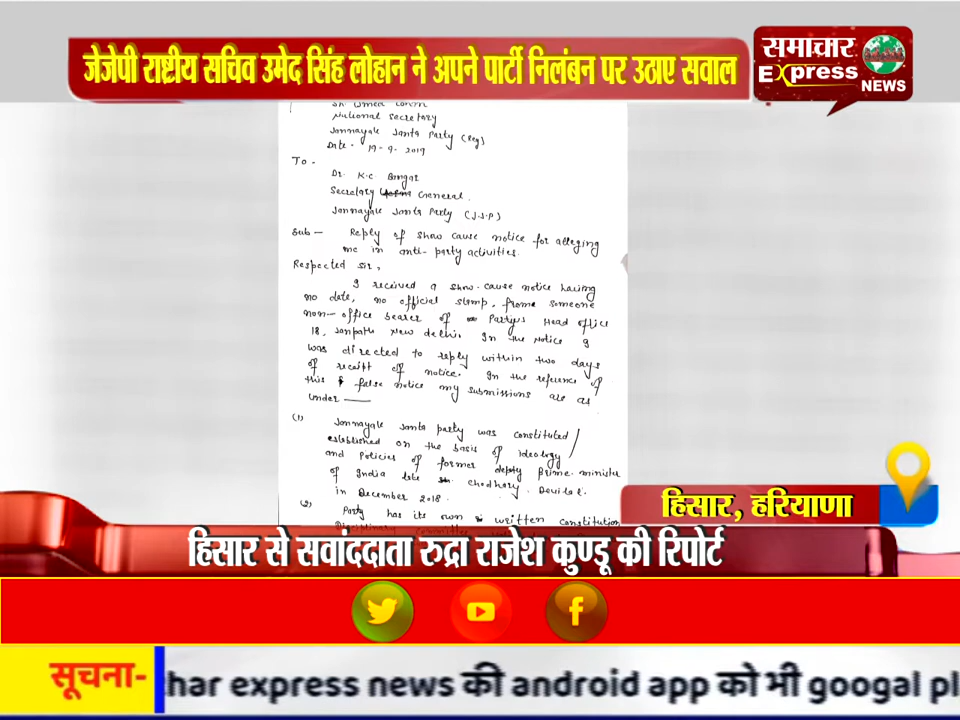 जेजेपी राष्ट्रीय सचिव उमेद सिंह लोहान ने अपने पार्टी निलंबन पर उठाए सवाल
समाचार
Express
NEWS
National Secretary
Jannayak Janta Party (Reg)
Date - 19-9-2019
To -
Dr. K.C Bangar
Secretary General.
Jannayak Janta Party (J.J.P)
Sub - Reply of show cause notice for alleging
me in anti-party activities.
Respected Sir,
I received a show-cause notice having
no date, no official stamp, from someone
non-office bearer of Partys Head office
18, Janpath New Delhi. In the Notice I
was directed to reply within two days
of receipt of notice. In the refrence of
this false notice my submissions are as
under
(1) Jannayak Janta party was constituted/
established on the basis of ideology
and Policies of former deputy Prime-minister
of India late Sh. Chodhary. Devilal.
in December 2018.
(2) Party has its own written constitution
Disciplinary Committee
हिसार, हरियाणा
हिसार से सवांददाता रुद्रा राजेश कुण्डू की रिपोर्ट
सूचना- har express news की android app को भी googal pl